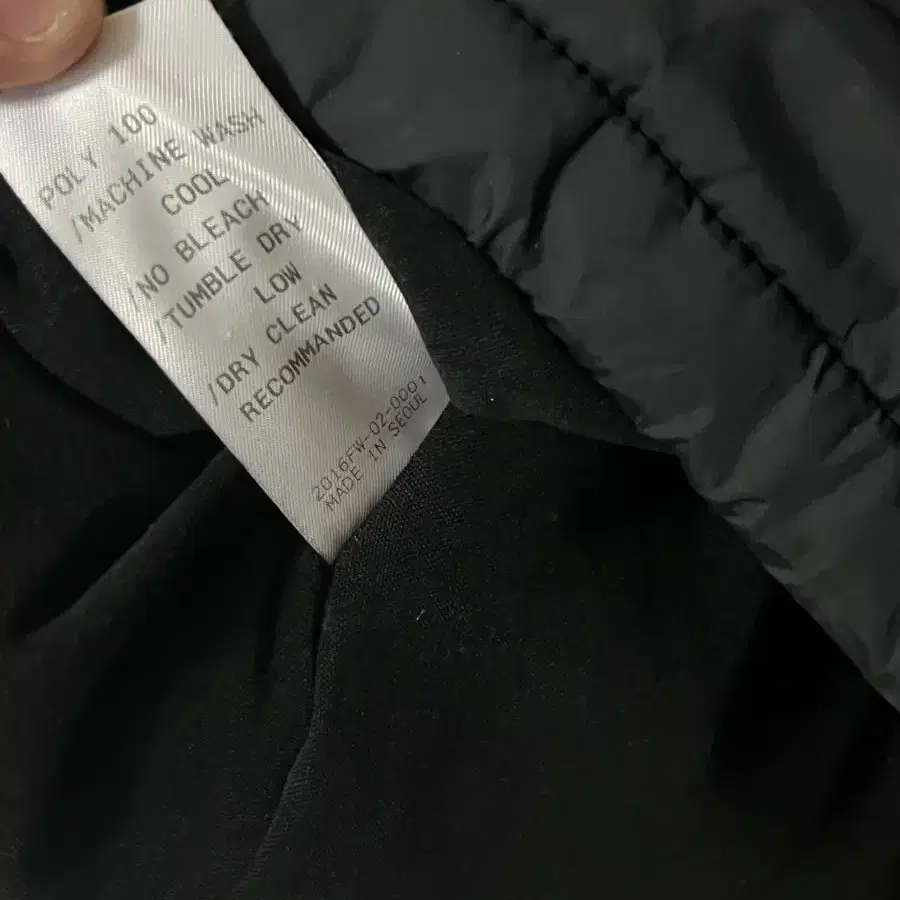 POLY 100
/MACHINE WASH
COOL
/NO BLEACH
/TUMBLE DRY
LOW
/DRY CLEAN
RECOMMANDED
2016FW-02-0001
MADE IN SEOUL